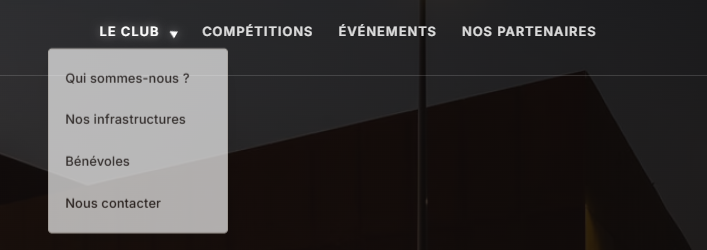 LE CLUB ▼ COMPÉTITIONS ÉVÉNEMENTS NOS PARTENAIRES
Qui sommes-nous ?
Nos infrastructures
Bénévoles
Nous contacter